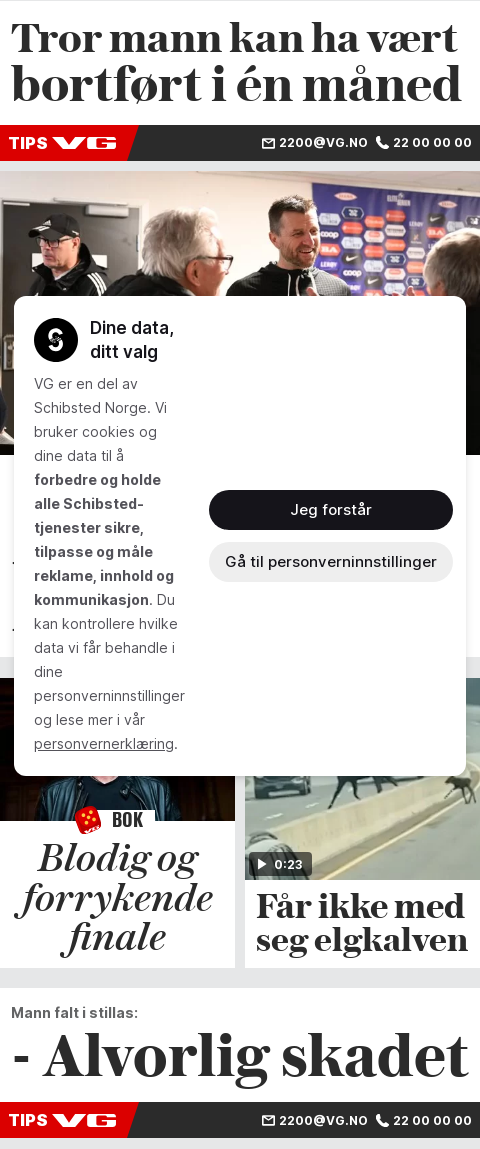 Tror mann kan ha vært
bortført i én måned
TIPS VG
2200@VG.NO 22 00 00 00
Dine data,
ditt valg
VG er en del av
Schibsted Norge. Vi
bruker cookies og
dine data til å
forbedre og holde
alle Schibsted-
tjenester sikre,
tilpasse og måle
reklame, innhold og
kommunikasjon. Du
kan kontrollere hvilke
data vi får behandle i
dine
personverninnstillinger
og lese mer i vår
personvernerklæring.
Jeg forstår
Gå til personverninnstillinger
BOK
Blodig og
forrykende
finale
0:23
Får ikke med
seg elgkalven
Mann falt i stillas:
- Alvorlig skadet
TIPS VG
2200@VG.NO 22 00 00 00